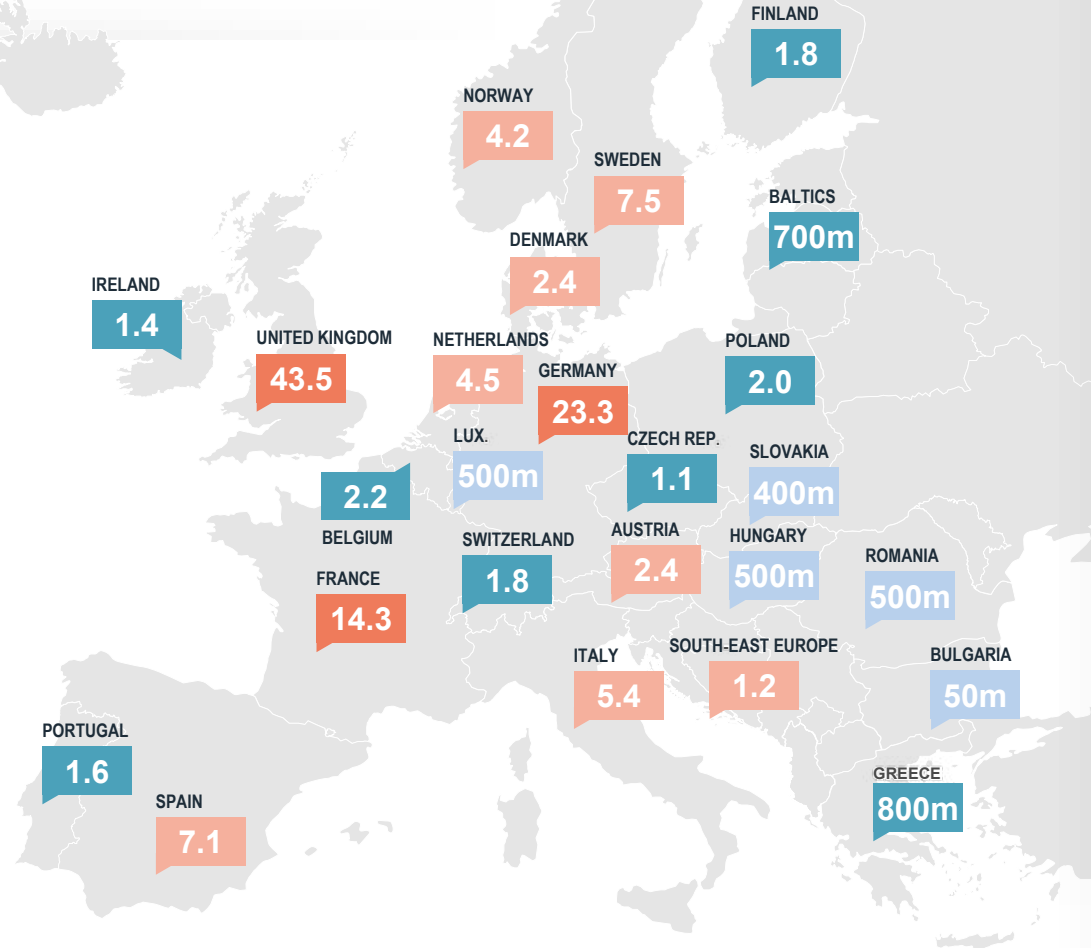 FINLAND
1.8
NORWAY
4.2
SWEDEN
7.5
BALTICS
700m
DENMARK
2.4
IRELAND
1.4
UNITED KINGDOM
43.5
NETHERLANDS
4.5
GERMANY
23.3
POLAND
2.0
LUX.
500m
CZECH REP.
1.1
SLOVAKIA
400m
2.2
BELGIUM
SWITZERLAND
1.8
AUSTRIA
2.4
HUNGARY
500m
ROMANIA
500m
FRANCE
14.3
ITALY
5.4
SOUTH-EAST EUROPE
1.2
BULGARIA
50m
PORTUGAL
1.6
SPAIN
7.1
GREECE
800m